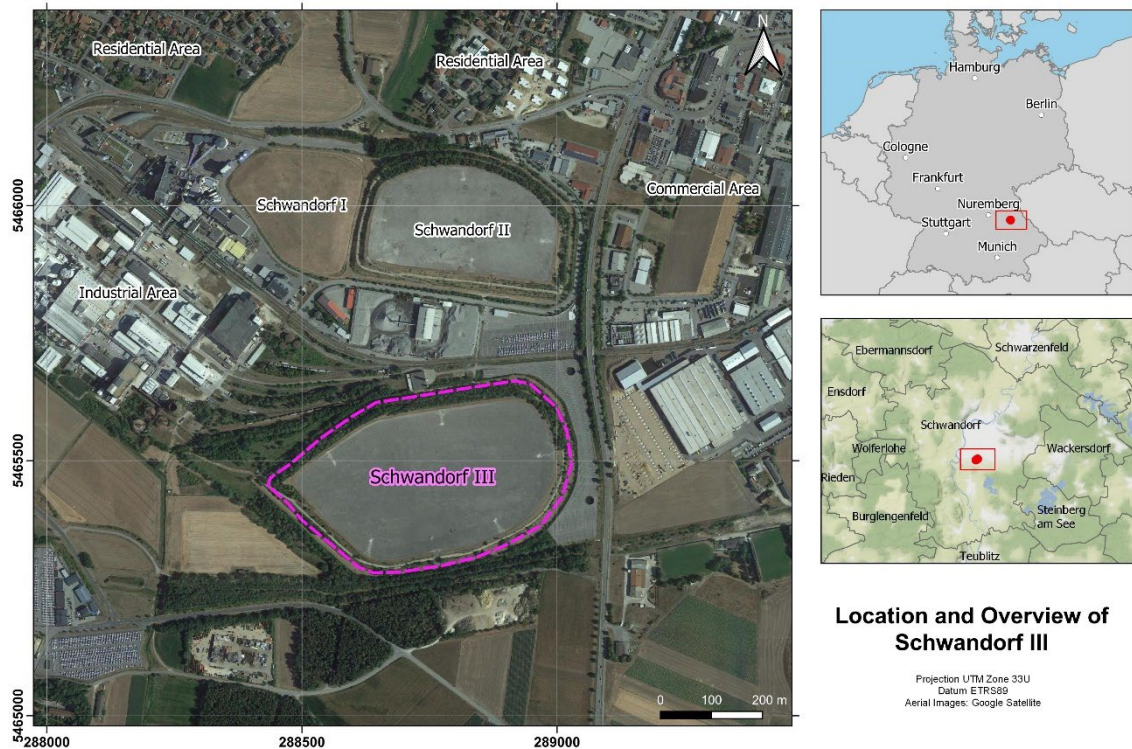 N
Residential Area
Residential Area
Schwandorf I
Schwandorf II
Commercial Area
Industrial Area
Schwandorf III
0 100 200 m
5466000
5465500
5465000
288000 288500 289000
Hamburg
Berlin
Cologne
Frankfurt
Nuremberg
Stuttgart
Munich
Ebermannsdorf
Schwarzenfeld
Ensdorf
Schwandorf
Wolferlohe
Wackersdorf
Rieden
Burglengenfeld
Steinberg
am See
Teublitz
Location and Overview of
Schwandorf III
Projection UTM Zone 33U
Datum ETRS89
Aerial Images: Google Satellite